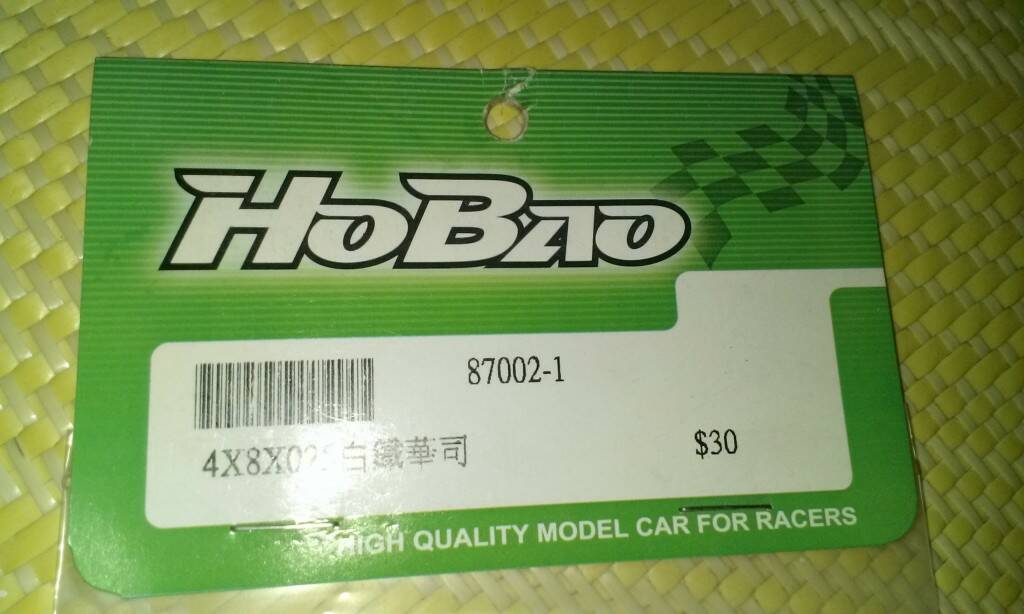 HOBAO
87002-1
白鐵華司
$30
HIGH QUALITY MODEL CAR FOR RACERS